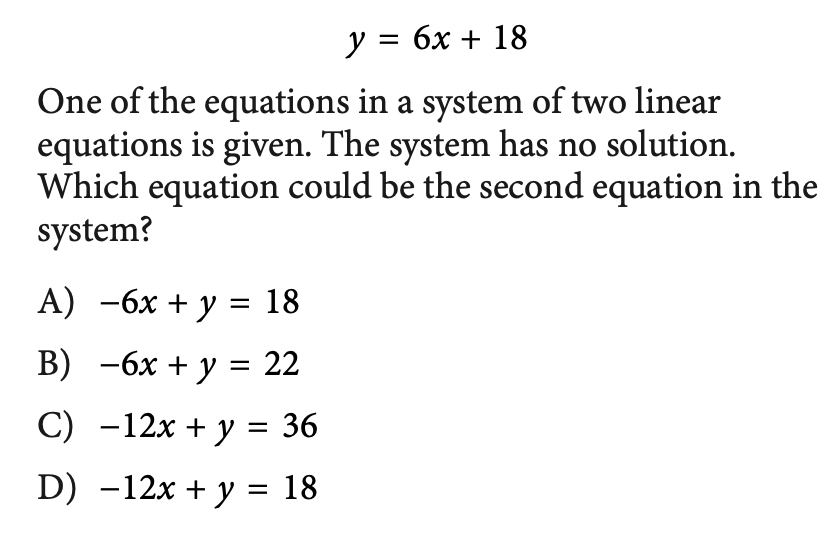 y = 6x + 18
One of the equations in a system of two linear
equations is given. The system has no solution.
Which equation could be the second equation in the
system?
A) −6x + y = 18
B) −6x + y = 22
C) −12x + y = 36
D) −12x + y = 18